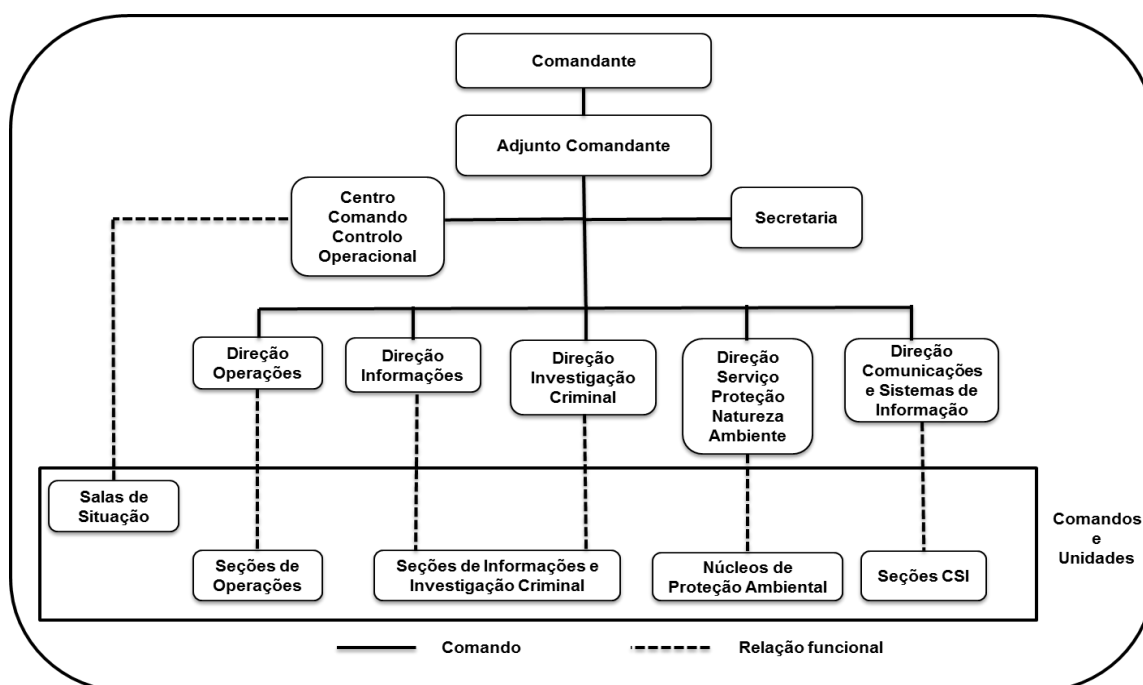 Comandante
Adjunto Comandante
Centro
Comando
Controlo
Operacional
Secretaria
Direção
Operações
Direção
Informações
Direção
Investigação
Criminal
Direção
Serviço
Proteção
Natureza
Ambiente
Direção
Comunicações
e Sistemas de
Informação
Salas de
Situação
Seções de
Operações
Seções de Informações e
Investigação Criminal
Núcleos de
Proteção Ambiental
Seções CSI
Comandos
e
Unidades
Comando
Relação funcional